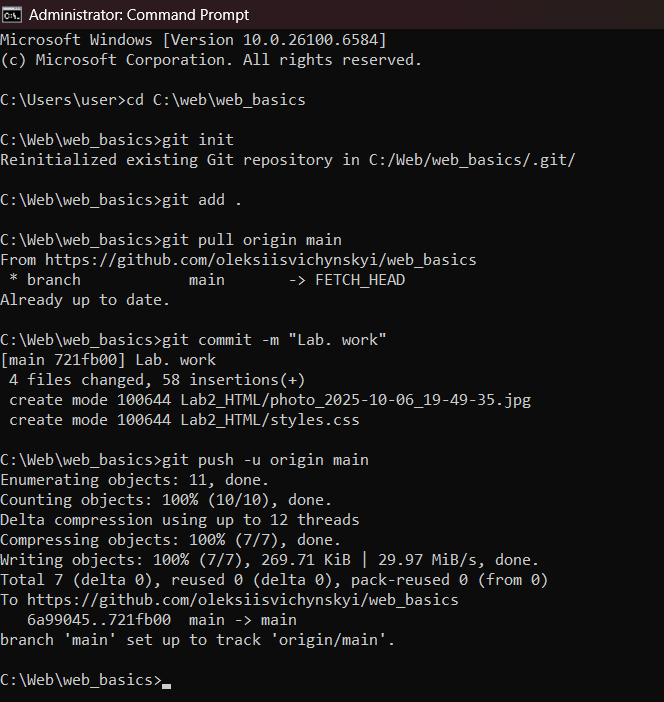 Administrator: Command Prompt
Microsoft Windows [Version 10.0.26100.6584]
(c) Microsoft Corporation. All rights reserved.
C:\Users\user>cd C:\web\web_basics
C:\Web\web_basics>git init
Reinitialized existing Git repository in C:/Web/web_basics/.git/
C:\Web\web_basics>git add .
C:\Web\web_basics>git pull origin main
From https://github.com/oleksiisvichynskyi/web_basics
 * branch            main       -> FETCH_HEAD
Already up to date.
C:\Web\web_basics>git commit -m "Lab. work"
[main 721fb00] Lab. work
 4 files changed, 58 insertions(+)
 create mode 100644 Lab2_HTML/photo_2025-10-06_19-49-35.jpg
 create mode 100644 Lab2_HTML/styles.css
C:\Web\web_basics>git push -u origin main
Enumerating objects: 11, done.
Counting objects: 100% (10/10), done.
Delta compression using up to 12 threads
Compressing objects: 100% (7/7), done.
Writing objects: 100% (7/7), 269.71 KiB | 29.97 MiB/s, done.
Total 7 (delta 0), reused 0 (delta 0), pack-reused 0 (from 0)
To https://github.com/oleksiisvichynskyi/web_basics
   6a99045..721fb00  main -> main
branch 'main' set up to track 'origin/main'.
C:\Web\web_basics>